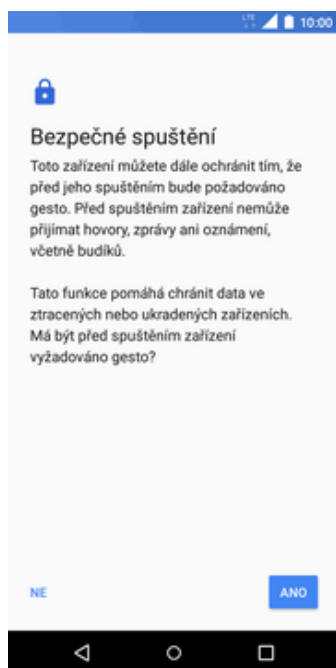 LTE 10:00
Bezpečné spuštění
Toto zařízení můžete dále ochránit tím, že
před jeho spuštěním bude požadováno
gesto. Před spuštěním zařízení nemůže
přijímat hovory, zprávy ani oznámení,
včetně budíků.
Tato funkce pomáhá chránit data ve
ztracených nebo ukradených zařízeních.
Má být před spuštěním zařízení
vyžadováno gesto?
NE ANO